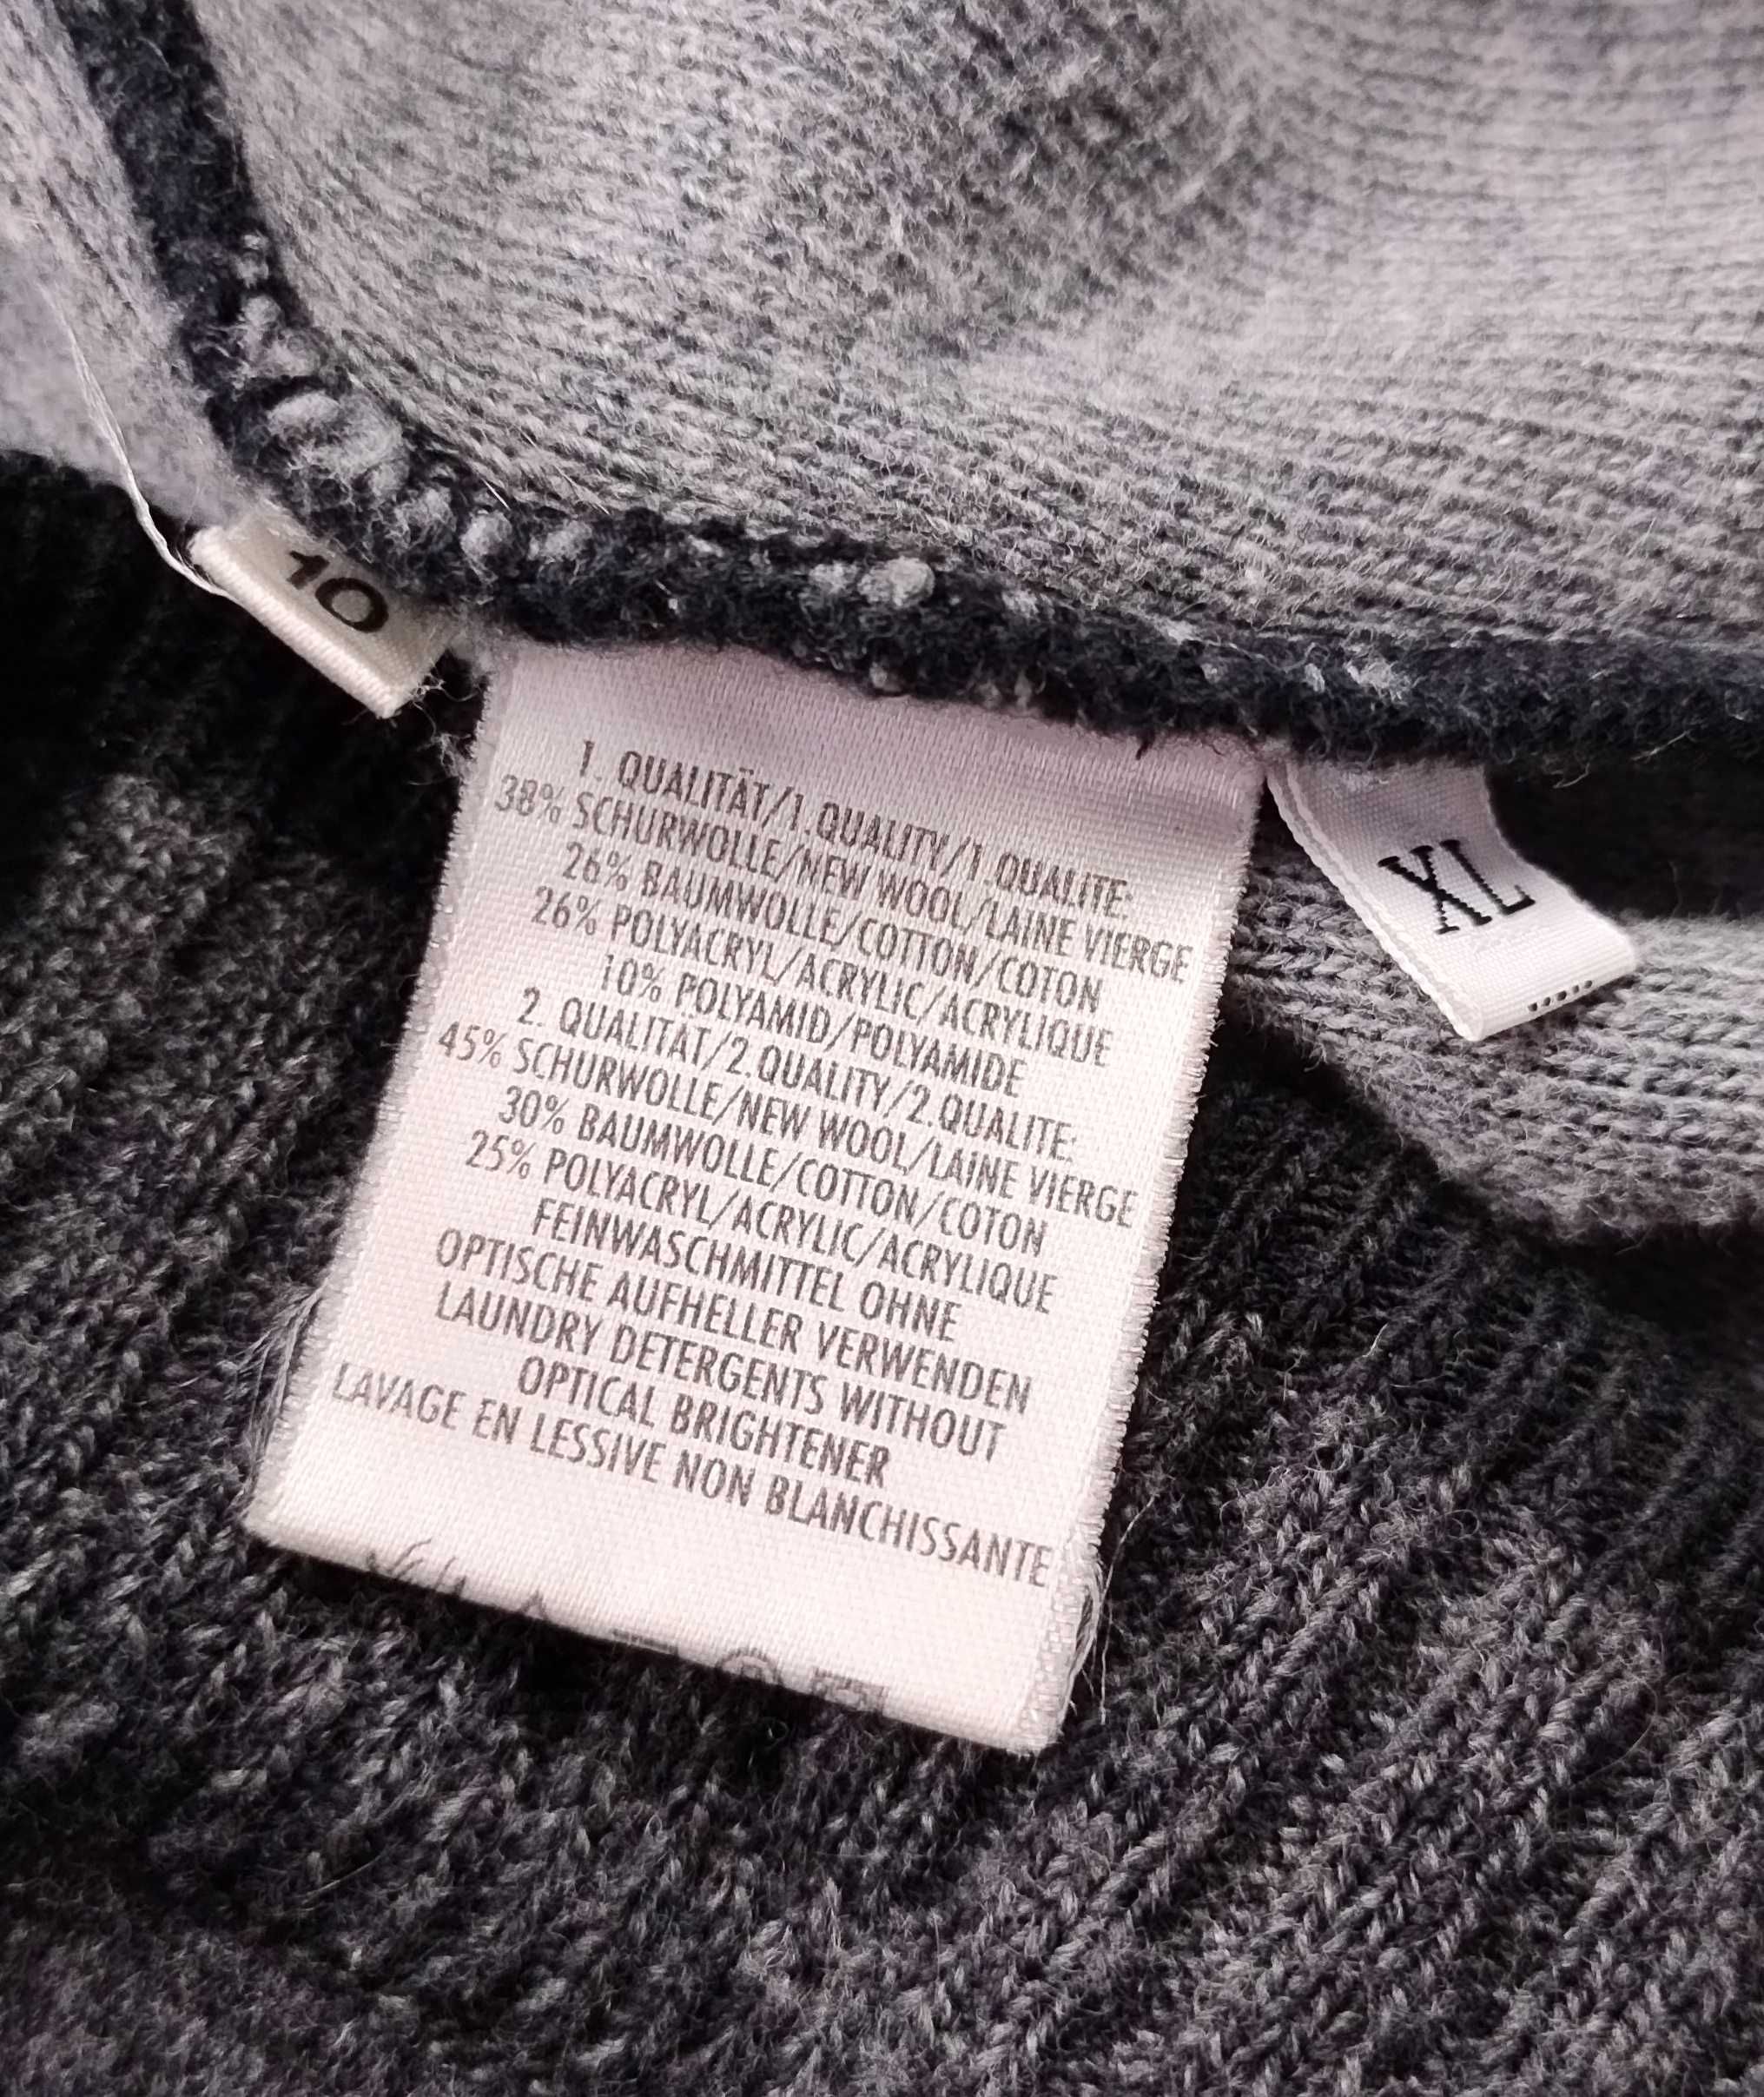 10
1. QUALITÄT/1.QUALITY/1.QUALITE:
38% SCHURWOLLE/NEW WOOL/LAINE VIERGE
26% BAUMWOLLE/COTTON/COTON
26% POLYACRYL/ACRYLIC/ACRYLIQUE
10% POLYAMID/POLYAMIDE
2. QUALITAT/2.QUALITY/2.QUALITE:
45% SCHURWOLLE/NEW WOOL/LAINE VIERGE
30% BAUMWOLLE/COTTON/COTON
25% POLYACRYL/ACRYLIC/ACRYLIQUE
FEINWASCHMITTEL OHNE
OPTISCHE AUFHELLER VERWENDEN
LAUNDRY DETERGENTS WITHOUT
OPTICAL BRIGHTENER
LAVAGE EN LESSIVE NON BLANCHISSANTE
XL